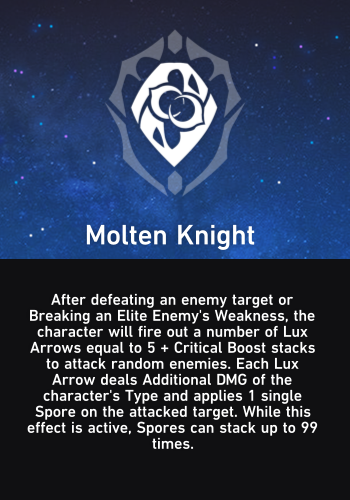 Molten Knight
After defeating an enemy target or
Breaking an Elite Enemy's Weakness, the
character will fire out a number of Lux
Arrows equal to 5 + Critical Boost stacks
to attack random enemies. Each Lux
Arrow deals Additional DMG of the
character's Type and applies 1 single
Spore on the attacked target. While this
effect is active, Spores can stack up to 99
times.